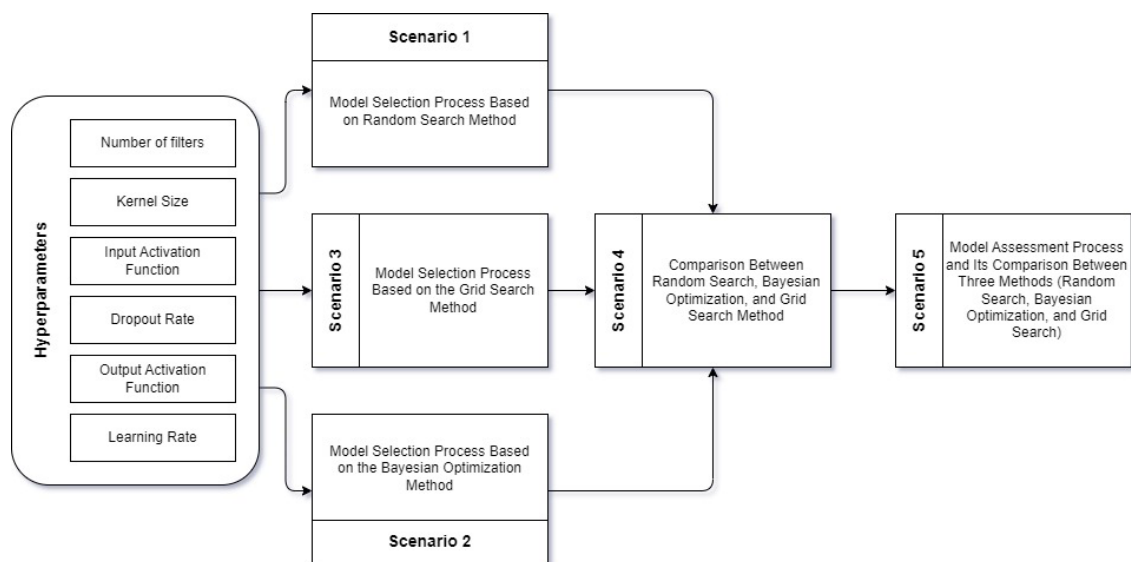 Hyperparameters
Number of filters
Kernel Size
Input Activation
Function
Dropout Rate
Output Activation
Function
Learning Rate
Scenario 1
Model Selection Process Based
on Random Search Method
Scenario 3
Model Selection Process
Based on the Grid Search
Method
Model Selection Process Based
on the Bayesian Optimization
Method
Scenario 2
Scenario 4
Comparison Between
Random Search, Bayesian
Optimization, and Grid
Search Method
Scenario 5
Model Assessment Process
and Its Comparison Between
Three Methods (Random
Search, Bayesian
Optimization, and Grid
Search)